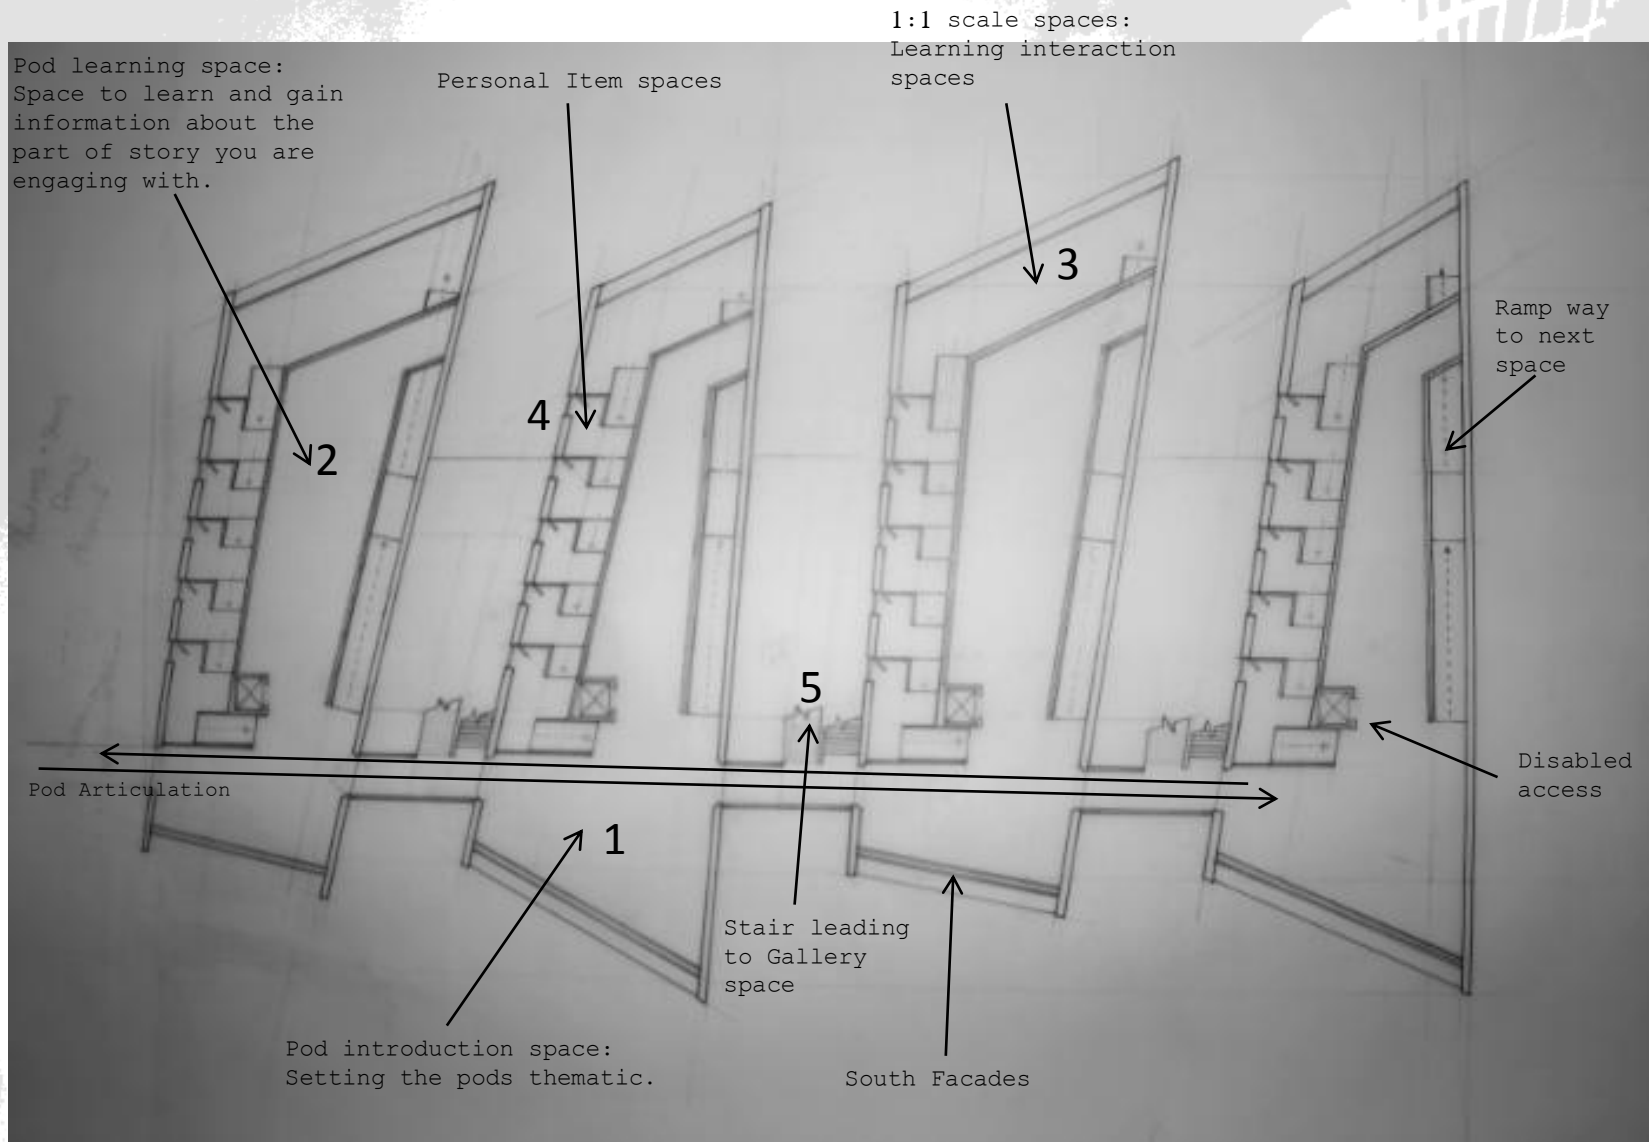 1:1 scale spaces:
Learning interaction
spaces
Pod learning space:
Space to learn and gain
information about the
part of story you are
engaging with.
Personal Item spaces
3
Ramp way
to next
space
4
2
5
Disabled
access
Pod Articulation
1
Stair leading
to Gallery
space
Pod introduction space:
Setting the pods thematic.
South Facades